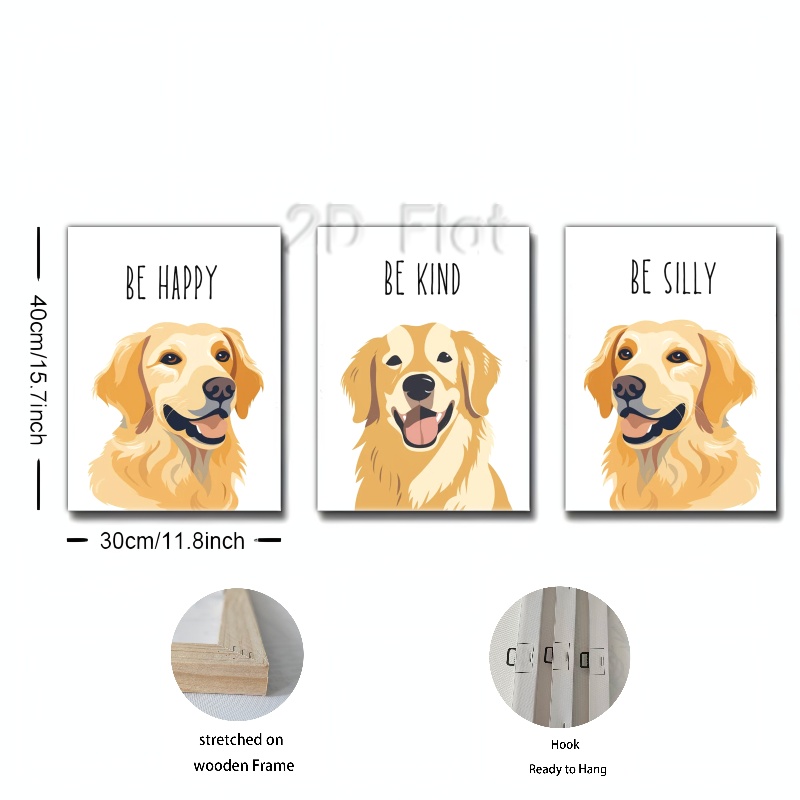 2D Flat
BE HAPPY
BE KIND
BE SILLY
40cm/15.7inch
30cm/11.8inch
stretched on
wooden Frame
Hook
Ready to Hang